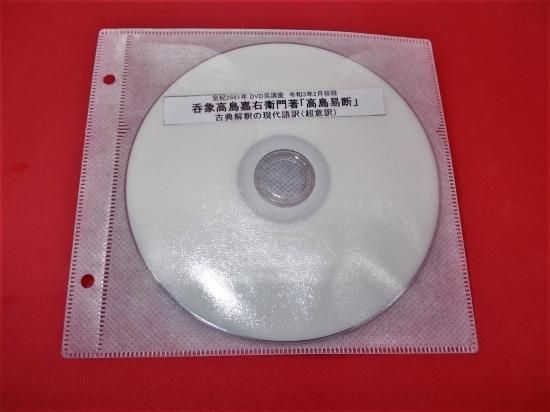 皇紀2681年 DVD易講座 令和3年2月収録
呑象高島嘉右衛門著「高島易断」
古典解釈の現代語訳(超意訳)